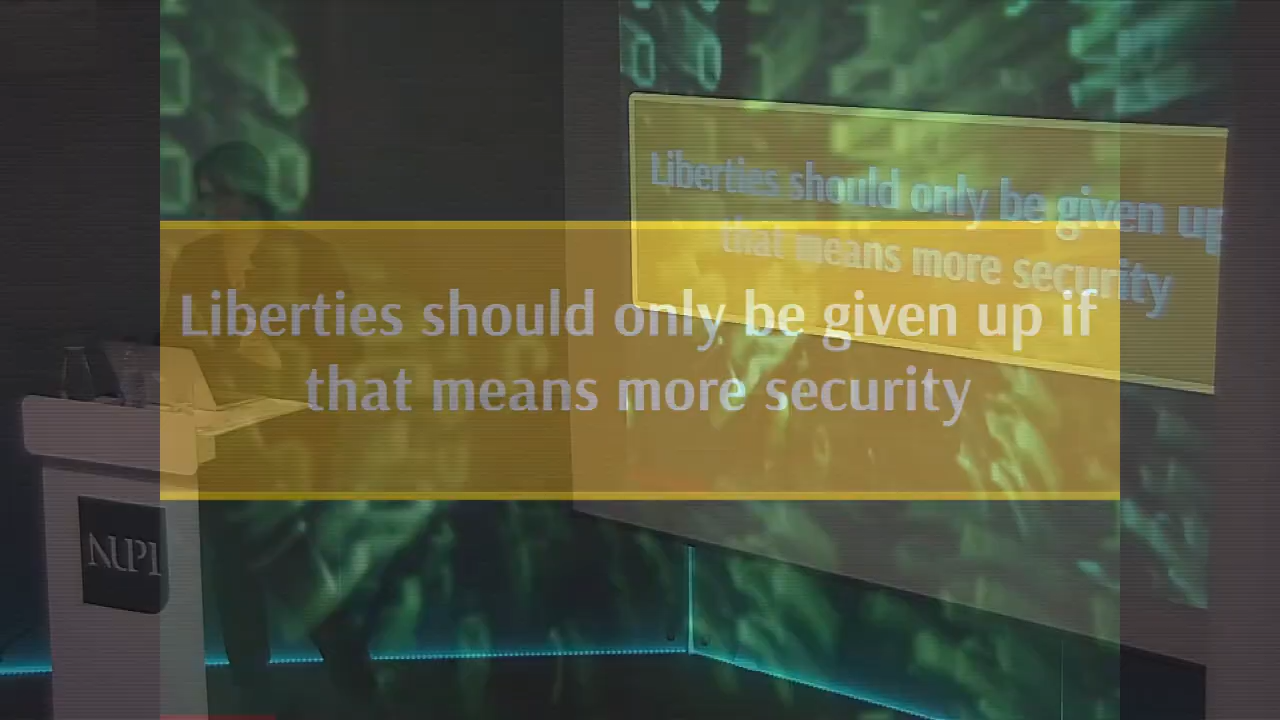 Liberties should only be given up
that means more security
Liberties should only be given up if
that means more security
NUPI